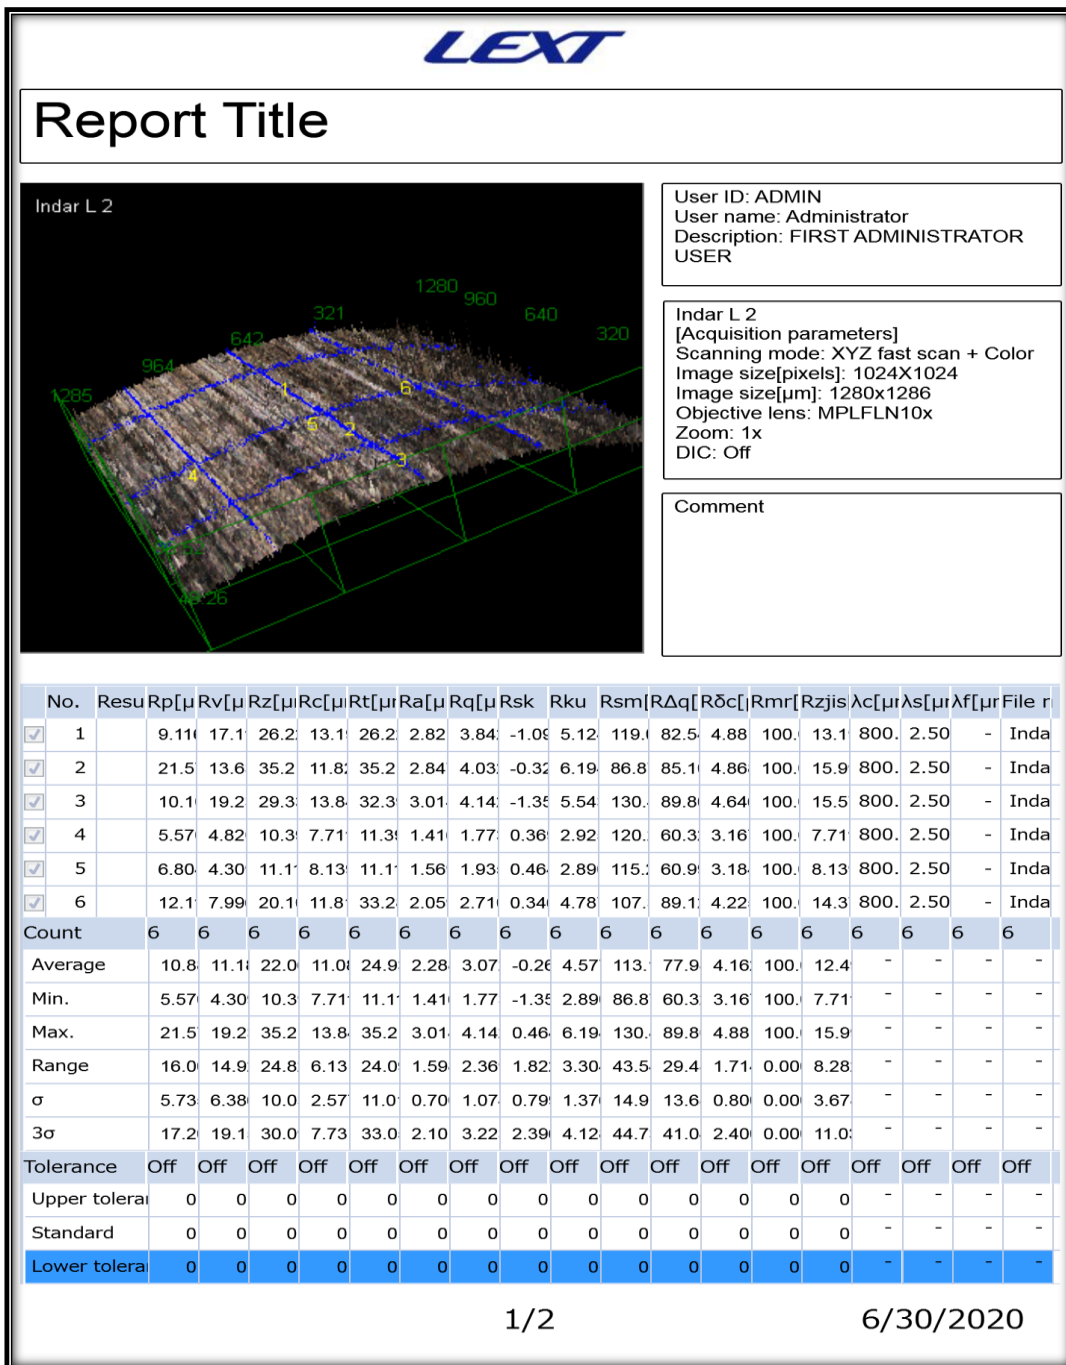 LEXT
Report Title
Indar L 2
1280
960
640
320
321
642
964
1285
1
6
5
2
4
3
48.26
User ID: ADMIN
User name: Administrator
Description: FIRST ADMINISTRATOR
USER
Indar L 2
[Acquisition parameters]
Scanning mode: XYZ fast scan + Color
Image size[pixels]: 1024X1024
Image size[µm]: 1280x1286
Objective lens: MPLFLN10x
Zoom: 1x
DIC: Off
Comment
No. Resu Rp[µ Rv[µ Rz[µ Rc[µ Rt[µ Ra[µ Rq[µ Rsk Rku Rsm[ R∆q[ Rδc[ Rmr[ Rzjis λc[µ λs[µ λf[µ File
1 9.11 17.1 26.2 13.1 26.2 2.82 3.84 -1.09 5.12 119. 82.5 4.88 100. 13.1 800. 2.50 - Inda
2 21.5 13.6 35.2 11.8 35.2 2.84 4.03 -0.32 6.19 86.8 85.1 4.86 100. 15.9 800. 2.50 - Inda
3 10.1 19.2 29.3 13.8 32.3 3.01 4.14 -1.35 5.54 130. 89.8 4.64 100. 15.5 800. 2.50 - Inda
4 5.57 4.82 10.3 7.71 11.3 1.41 1.77 0.36 2.92 120. 60.3 3.16 100. 7.71 800. 2.50 - Inda
5 6.80 4.30 11.1 8.13 11.1 1.56 1.93 0.46 2.89 115. 60.9 3.18 100. 8.13 800. 2.50 - Inda
6 12.1 7.99 20.1 11.8 33.2 2.05 2.71 0.34 4.78 107. 89.1 4.22 100. 14.3 800. 2.50 - Inda
Count 6 6 6 6 6 6 6 6 6 6 6 6 6 6 6 6 6 6
Average 10.8 11.1 22.0 11.0 24.9 2.28 3.07 -0.26 4.57 113. 77.9 4.16 100. 12.4 - - - -
Min. 5.57 4.30 10.3 7.71 11.1 1.41 1.77 -1.35 2.89 86.8 60.3 3.16 100. 7.71 - - - -
Max. 21.5 19.2 35.2 13.8 35.2 3.01 4.14 0.46 6.19 130. 89.8 4.88 100. 15.9 - - - -
Range 16.0 14.9 24.8 6.13 24.0 1.59 2.36 1.82 3.30 43.5 29.4 1.71 0.00 8.28 - - - -
σ 5.73 6.38 10.0 2.57 11.0 0.70 1.07 0.79 1.37 14.9 13.6 0.80 0.00 3.67 - - - -
3σ 17.2 19.1 30.0 7.73 33.0 2.10 3.22 2.39 4.12 44.7 41.0 2.40 0.00 11.0 - - - -
Tolerance Off Off Off Off Off Off Off Off Off Off Off Off Off Off Off Off Off Off
Upper tolera 0 0 0 0 0 0 0 0 0 0 0 0 0 0 - - - -
Standard 0 0 0 0 0 0 0 0 0 0 0 0 0 0 - - - -
Lower tolera 0 0 0 0 0 0 0 0 0 0 0 0 0 0 - - - -
1/2
6/30/2020